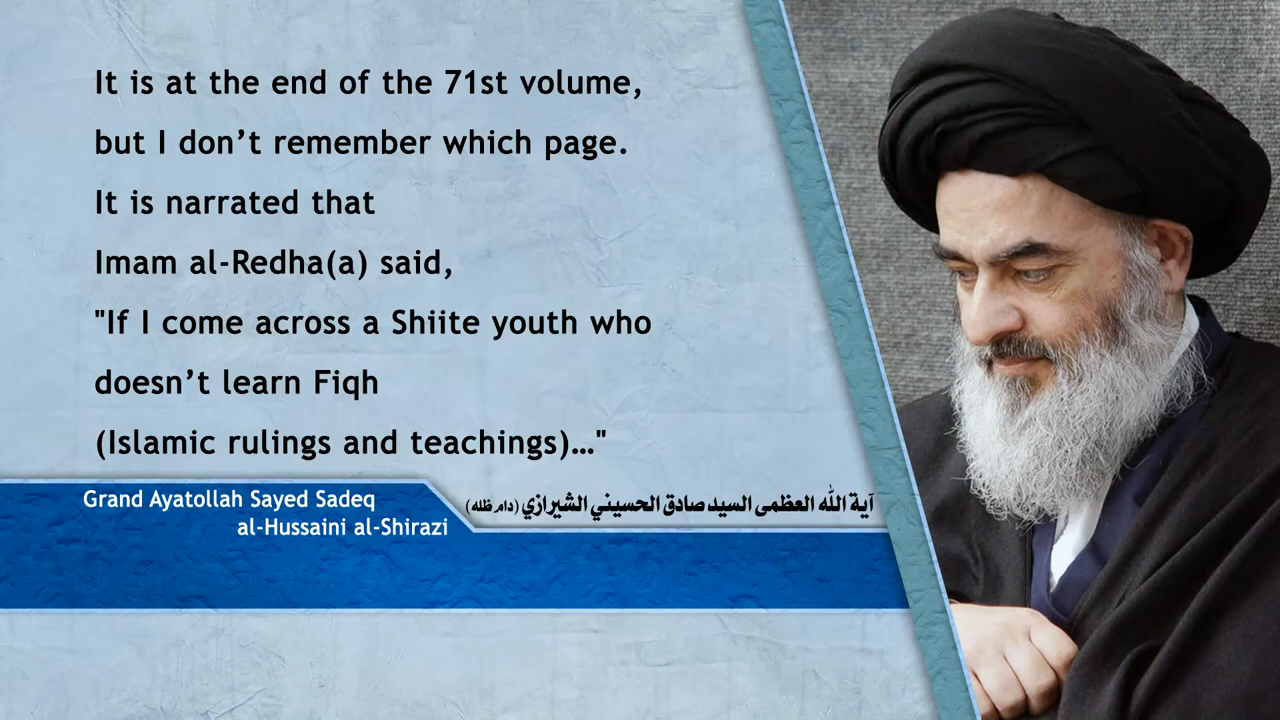 It is at the end of the 71st volume,
but I don’t remember which page.
It is narrated that
Imam al-Redha(a) said,
"If I come across a Shiite youth who
doesn’t learn Fiqh
(Islamic rulings and teachings)…"
Grand Ayatollah Sayed Sadeq
al-Hussaini al-Shirazi
آية الله العظمى السيد صادق الحسيني الشيرازي (دام ظله)